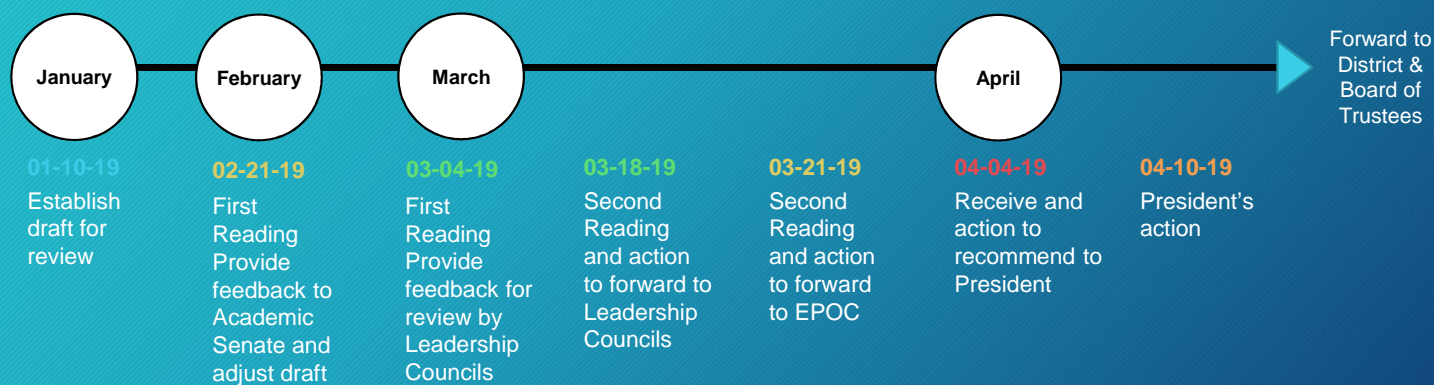 January
February
March
April
Forward to
District &
Board of
Trustees
01-10-19
Establish
draft for
review
02-21-19
First
Reading
Provide
feedback to
Academic
Senate and
adjust draft
03-04-19
First
Reading
Provide
feedback for
review by
Leadership
Councils
03-18-19
Second
Reading
and action
to forward to
Leadership
Councils
03-21-19
Second
Reading
and action
to forward
to EPOC
04-04-19
Receive and
action to
recommend to
President
04-10-19
President’s
action